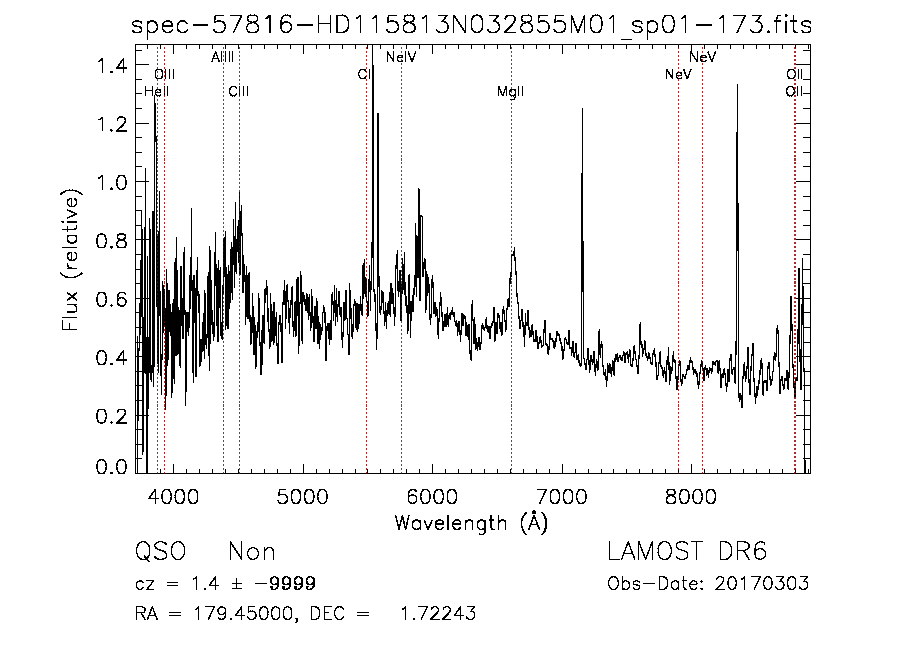 spec-57816-HD115813N032855M01_sp01-173.fits
AlIII NeIV NeV
OIII CII NeV OII
HeII CIII MgII OII
1.4
1.2
1.0
0.8
0.6
0.4
0.2
0.0
Flux (relative)
4000 5000 6000 7000 8000
Wavelength (Å)
QSO Non LAMOST DR6
cz = 1.4 ± -9999 Obs-Date: 20170303
RA = 179.45000, DEC = 1.72243